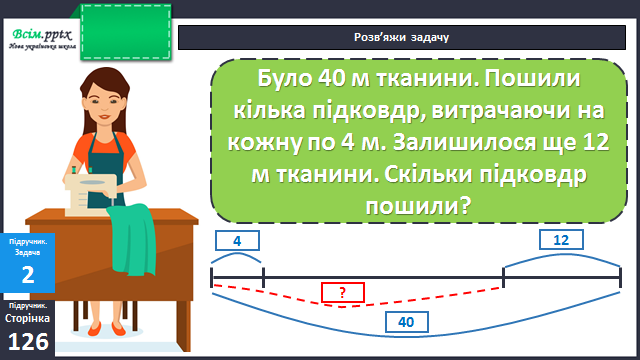 Всім.pptx
Нова українська школа
Розв’яжи задачу
Було 40 м тканини. Пошили
кілька підковдр, витрачаючи на
кожну по 4 м. Залишилося ще 12
м тканини. Скільки підковдр
пошили?
4
12
?
40
Підручник.
Задача
2
Підручник.
Сторінка
126